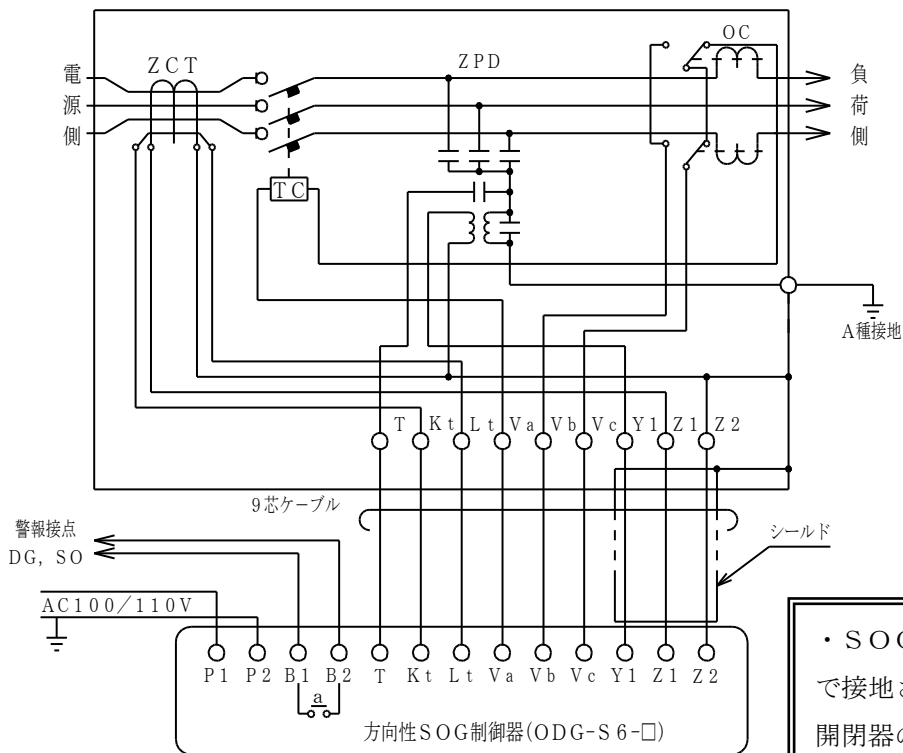 OC
ZCT
ZPD
電
源
側
負
荷
側
TC
A種接地
T Kt Lt Va Vb Vc Y1 Z1 Z2
9芯ケーブル
警報接点
DG, SO
シールド
AC100/110V
P1 P2 B1 B2 T Kt Lt Va Vb Vc Y1 Z1 Z2
a
方向性SOG制御器(ODG-S6-□)
・SOG
で接地
開閉器の